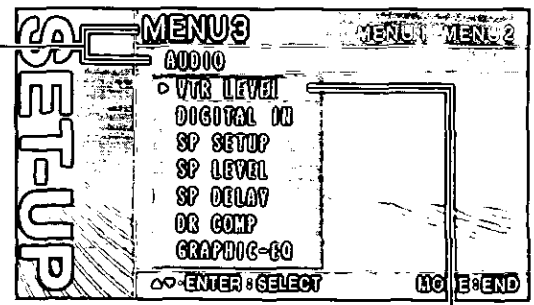 SET-UP
MENU3 MENU1 MENU2
AUDIO
VTR LEVEL
DIGITAL IN
SP SETUP
SP LEVEL
SP DELAY
DR COMP
GRAPHIC-EQ
△▽·ENTER:SELECT MODE:END